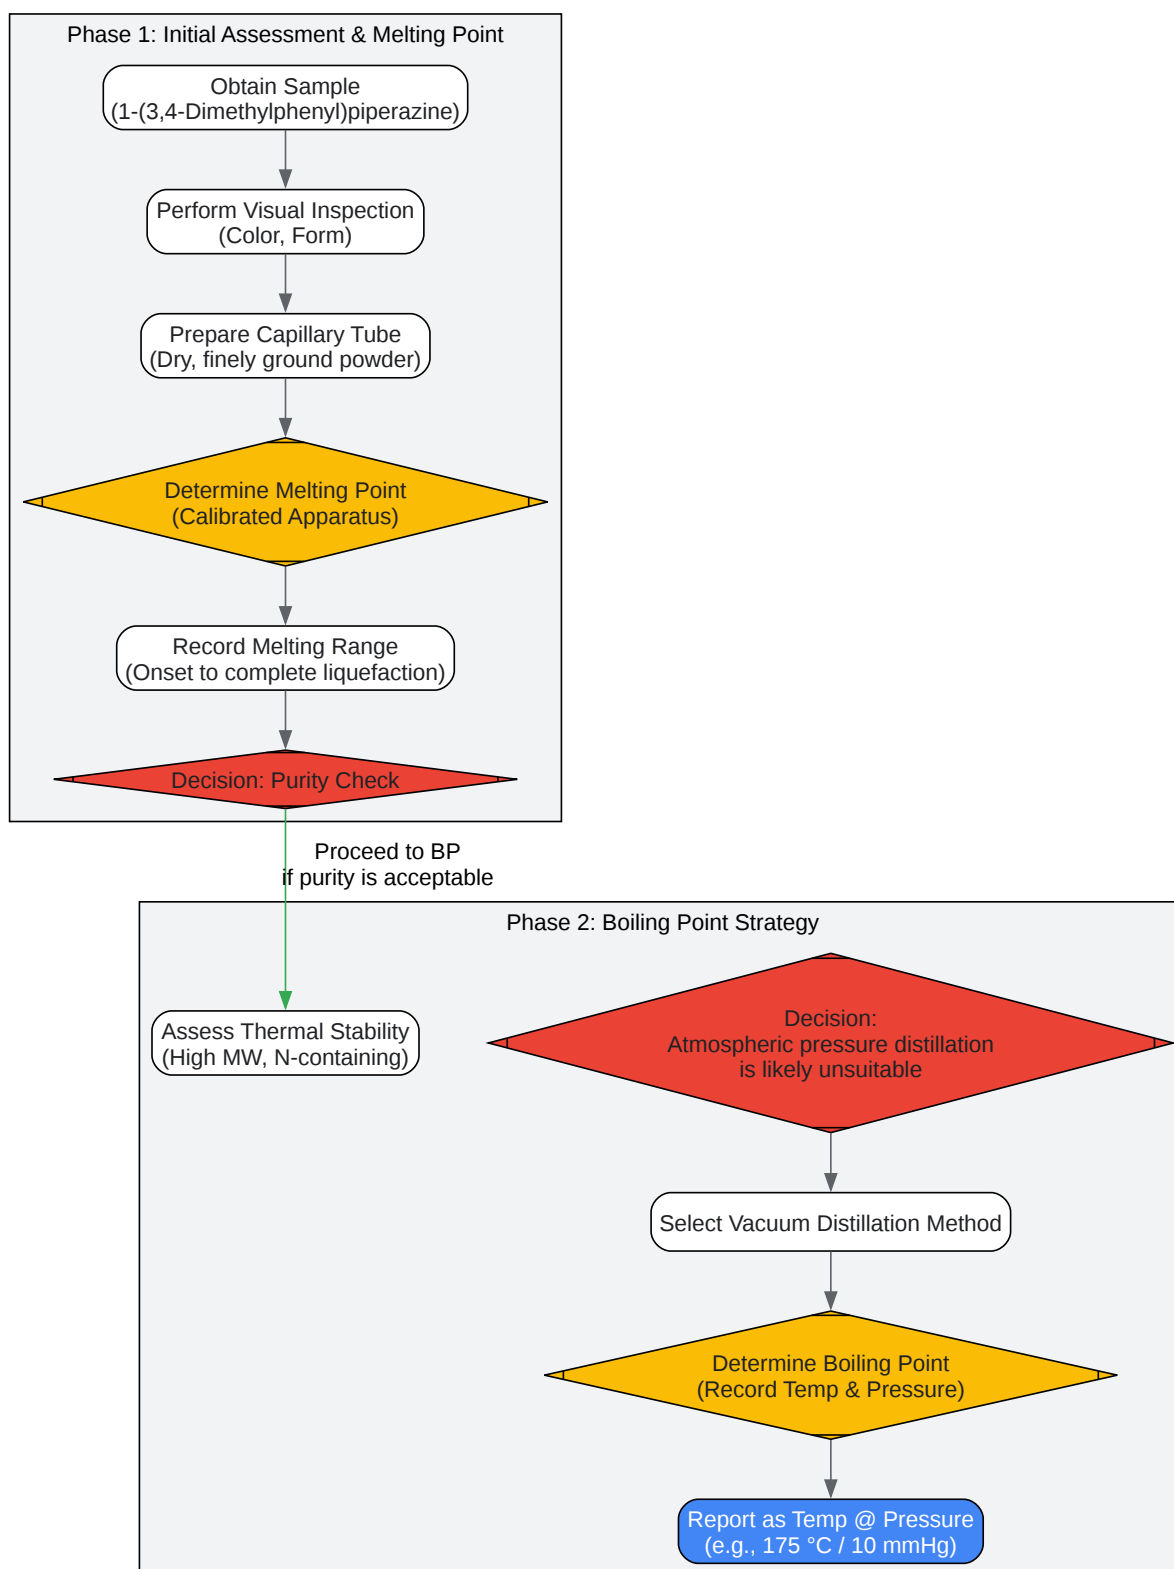 Phase 1: Initial Assessment & Melting Point
Obtain Sample
(1-(3,4-Dimethylphenyl)piperazine)
Perform Visual Inspection
(Color, Form)
Prepare Capillary Tube
(Dry, finely ground powder)
Determine Melting Point
(Calibrated Apparatus)
Record Melting Range
(Onset to complete liquefaction)
Decision: Purity Check
Proceed to BP
if purity is acceptable
Phase 2: Boiling Point Strategy
Assess Thermal Stability
(High MW, N-containing)
Decision:
Atmospheric pressure distillation
is likely unsuitable
Select Vacuum Distillation Method
Determine Boiling Point
(Record Temp & Pressure)
Report as Temp @ Pressure
(e.g., 175 °C / 10 mmHg)